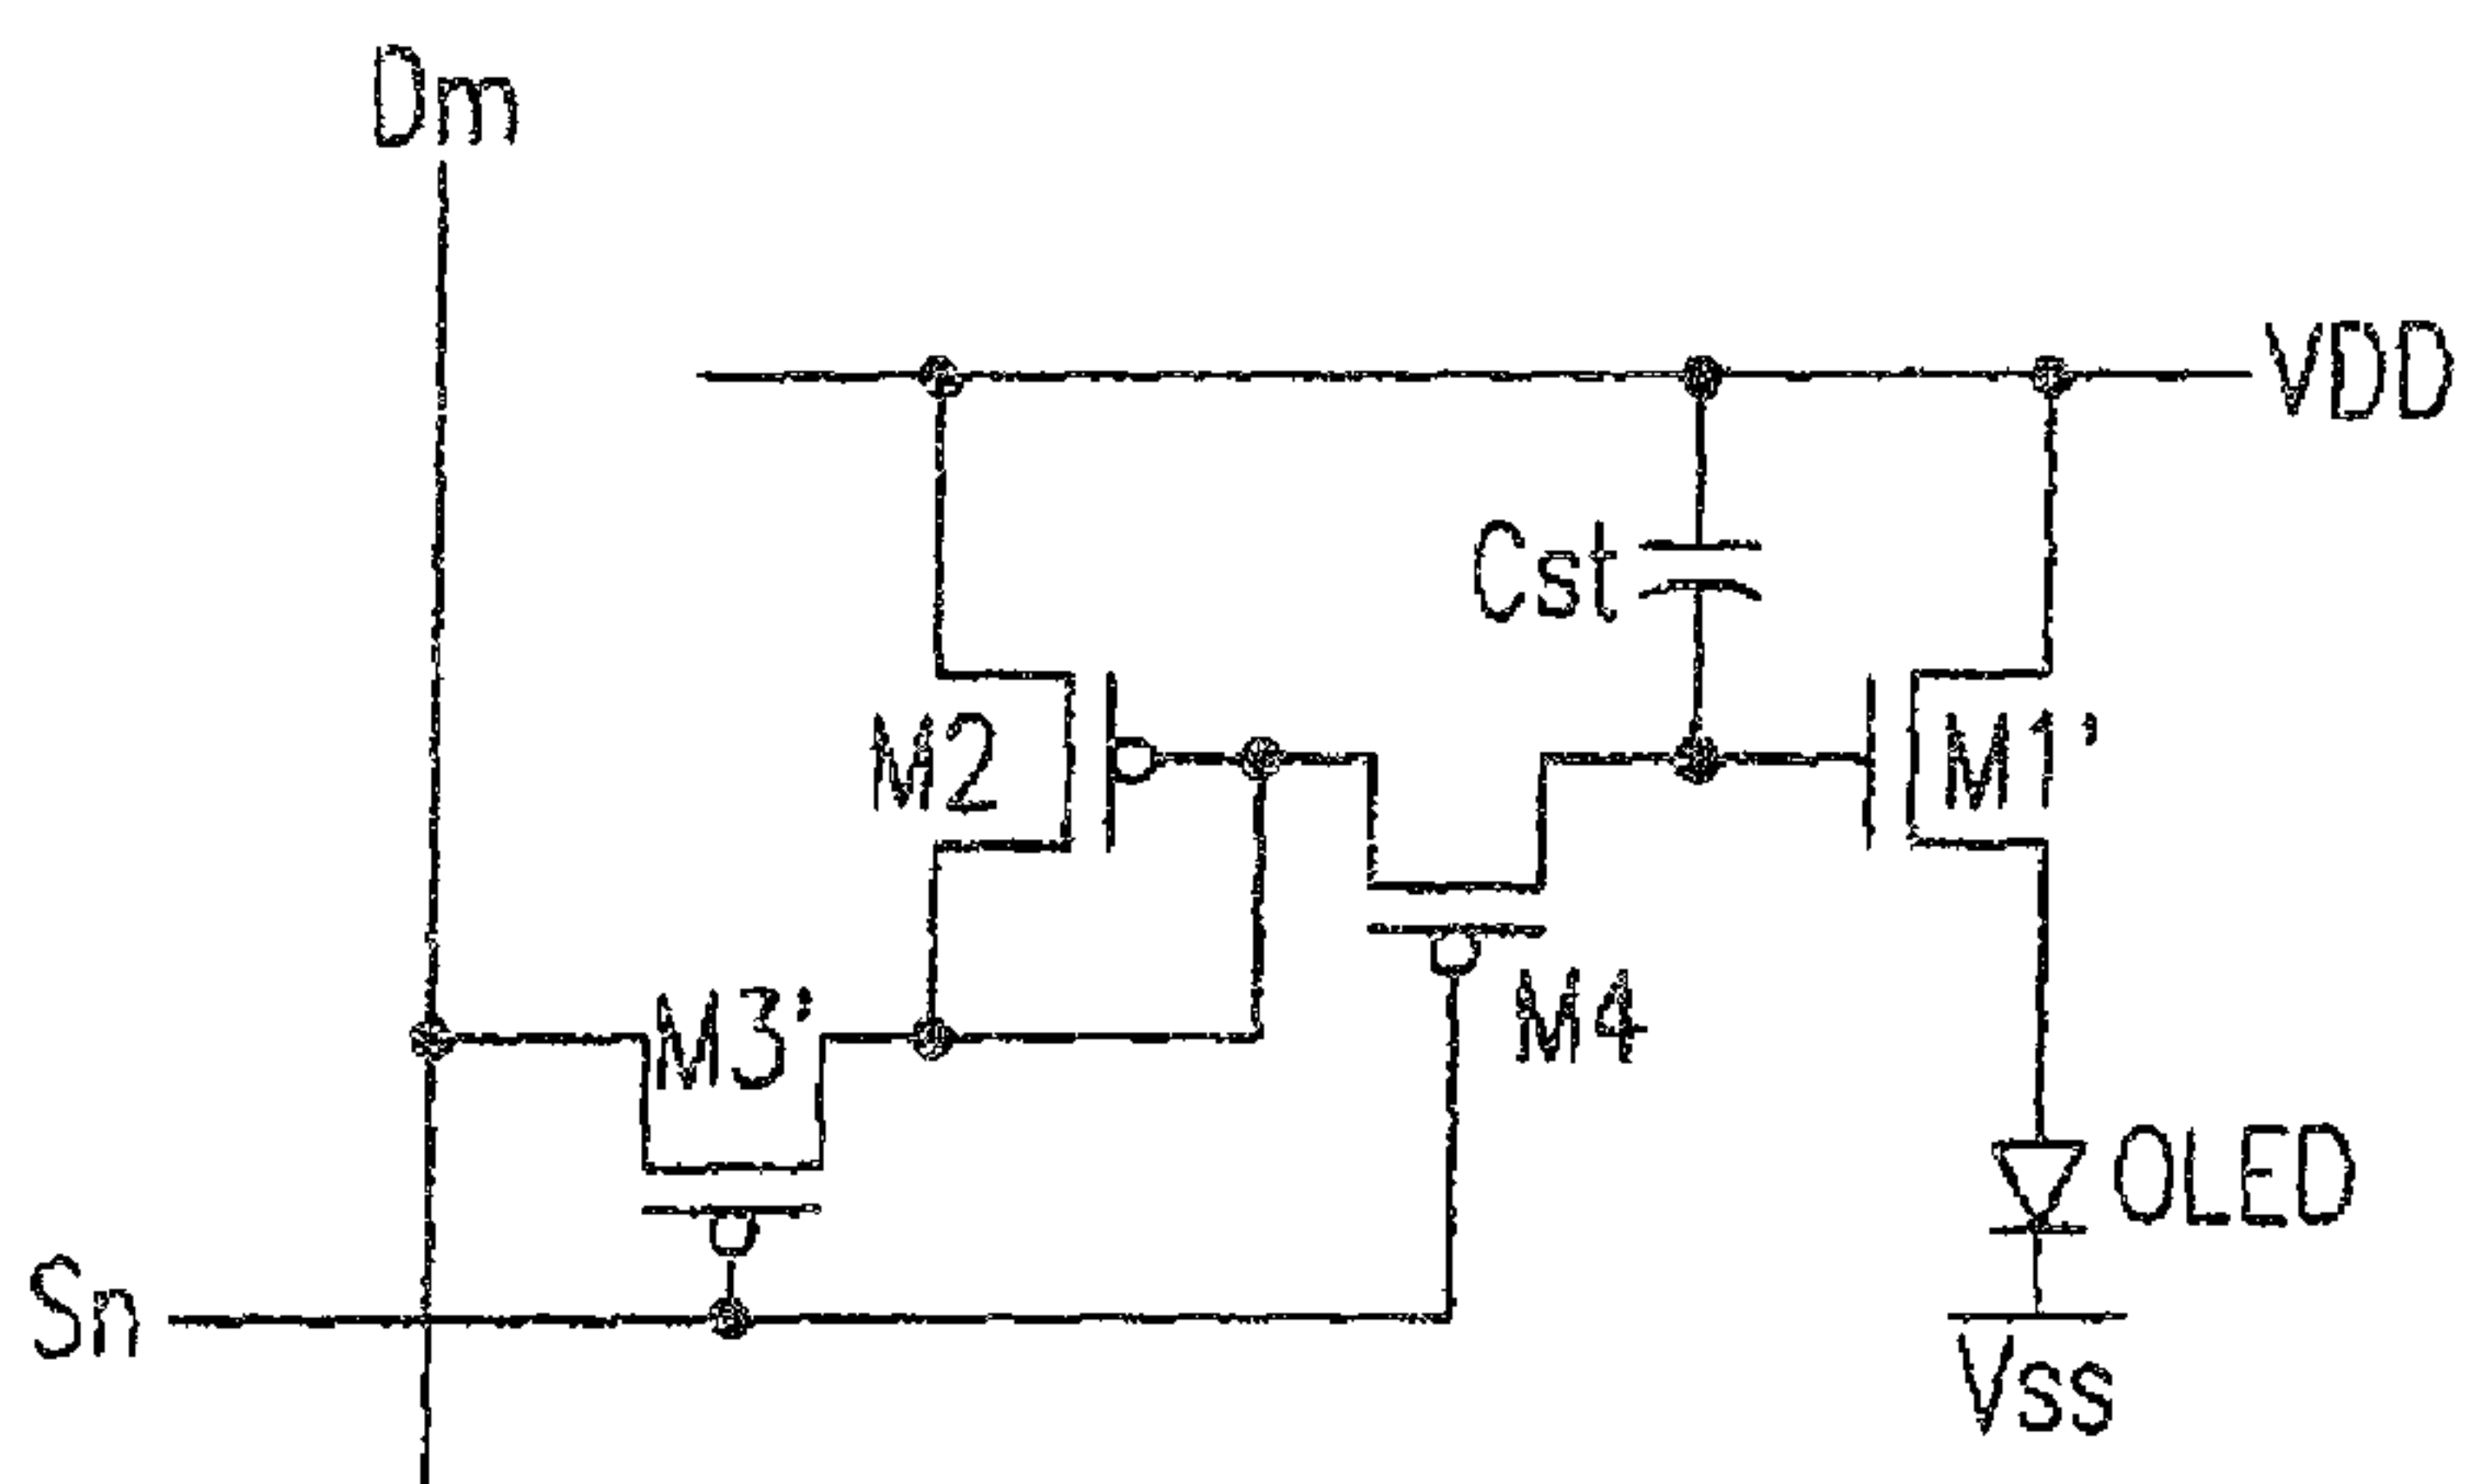 Dm
VDD
Cst
M2
M1'
M3'
M4
OLED
Sn
Vss